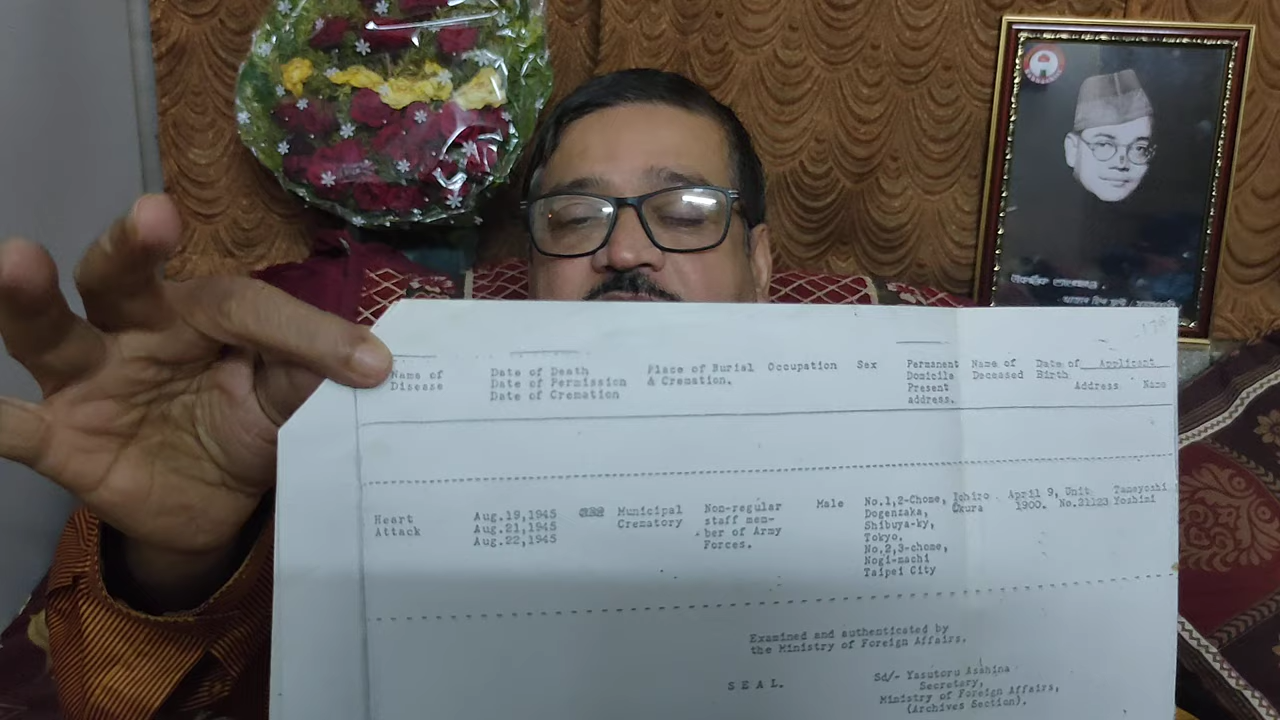 Name of Disease
Date of Death
Date of Permission
Date of Cremation
Place of Burial & Cremation.
Occupation
Sex
Permanent Domicile
Present address.
Name of Deceased
Date of Birth
Applicant
Address Name
Heart Attack
Aug.19,1945
Aug.21,1945
Aug.22,1945
Municipal Crematory
Non-regular staff mem-
ber of Army Forces.
Male
No.1,2-Chome,
Dogenzaka,
Shibuya-ky,
Tokyo.
No.2,3-chome,
Nogi-machi
Taipei City
Ichiro Okura
April 9, 1900.
Unit No.21123
Tameyoshi Yoshimi
Examined and authenticated by
the Ministry of Foreign Affairs.
S E A L.
Sd/- Yasutoru Asahina
Secretary,
Ministry of Foreign Affairs,
(Archives Section).